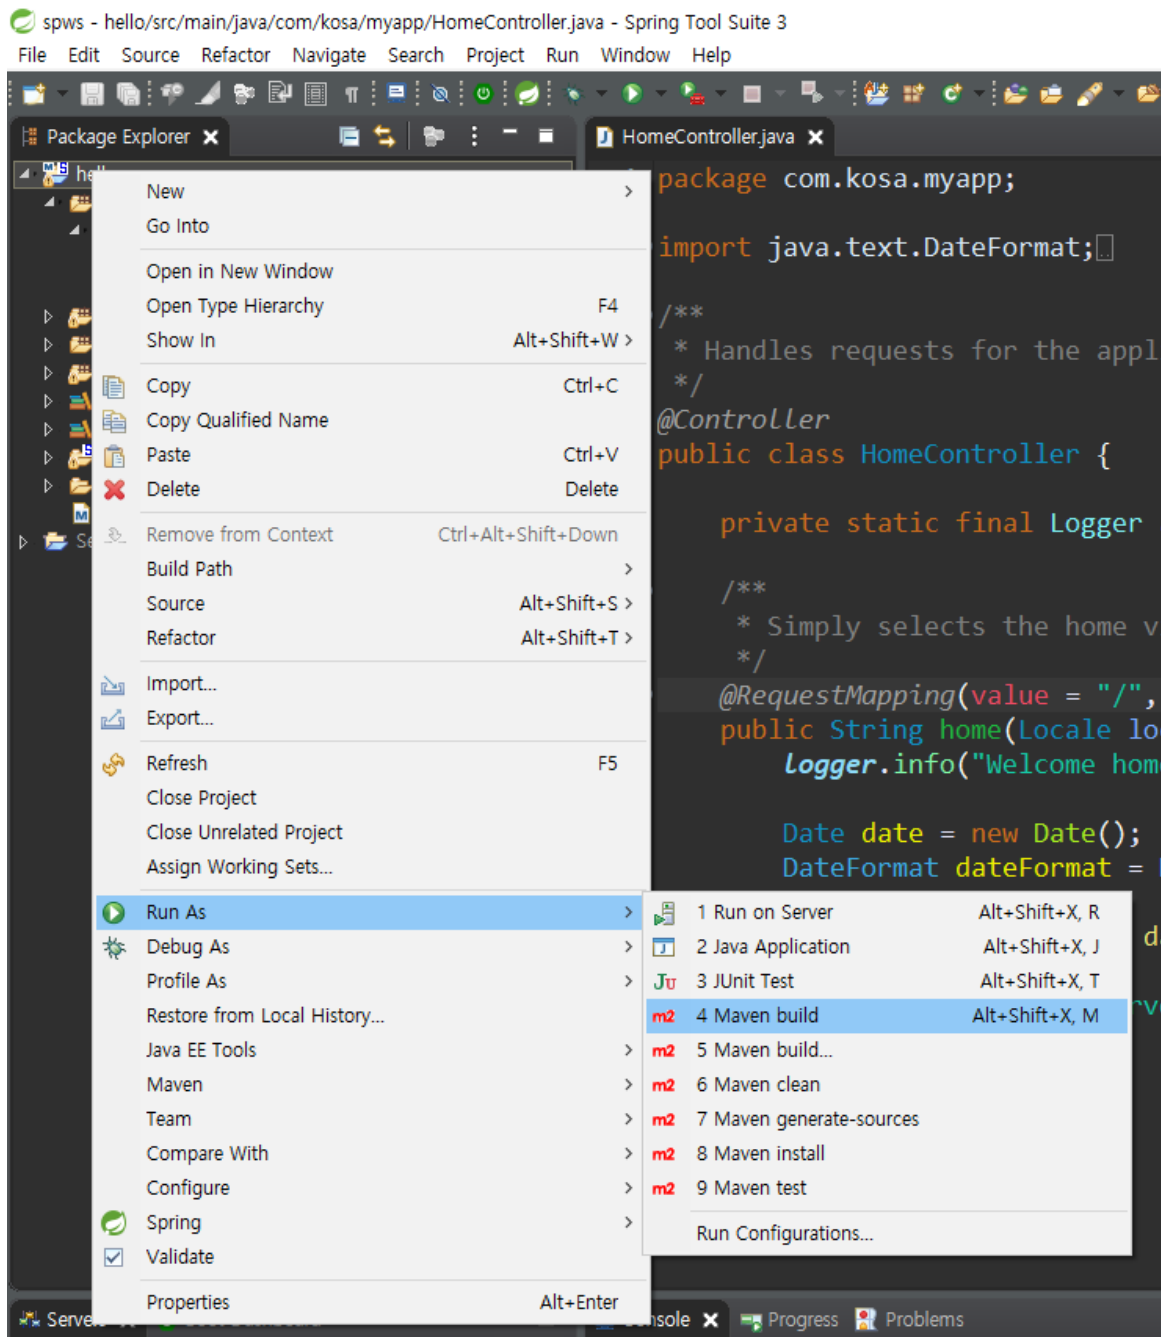 spws - hello/src/main/java/com/kosa/myapp/HomeController.java - Spring Tool Suite 3
File Edit Source Refactor Navigate Search Project Run Window Help
Package Explorer
HomeController.java
New
Go Into
Open in New Window
Open Type Hierarchy F4
Show In Alt+Shift+W >
Copy Ctrl+C
Copy Qualified Name
Paste Ctrl+V
Delete Delete
Remove from Context Ctrl+Alt+Shift+Down
Build Path >
Source Alt+Shift+S >
Refactor Alt+Shift+T >
Import...
Export...
Refresh F5
Close Project
Close Unrelated Project
Assign Working Sets...
Run As >
Debug As >
Profile As >
Restore from Local History...
Java EE Tools >
Maven >
Team >
Compare With >
Configure >
Spring >
Validate
Properties Alt+Enter
1 Run on Server Alt+Shift+X, R
2 Java Application Alt+Shift+X, J
Ju 3 JUnit Test Alt+Shift+X, T
m2 4 Maven build Alt+Shift+X, M
m2 5 Maven build...
m2 6 Maven clean
m2 7 Maven generate-sources
m2 8 Maven install
m2 9 Maven test
Run Configurations...
package com.kosa.myapp;
import java.text.DateFormat;
/**
* Handles requests for the appl
*/
@Controller
public class HomeController {
private static final Logger
/**
* Simply selects the home v
*/
@RequestMapping(value = "/",
public String home(Locale lo
logger.info("Welcome hom
Date date = new Date();
DateFormat dateFormat =
Progress
Problems